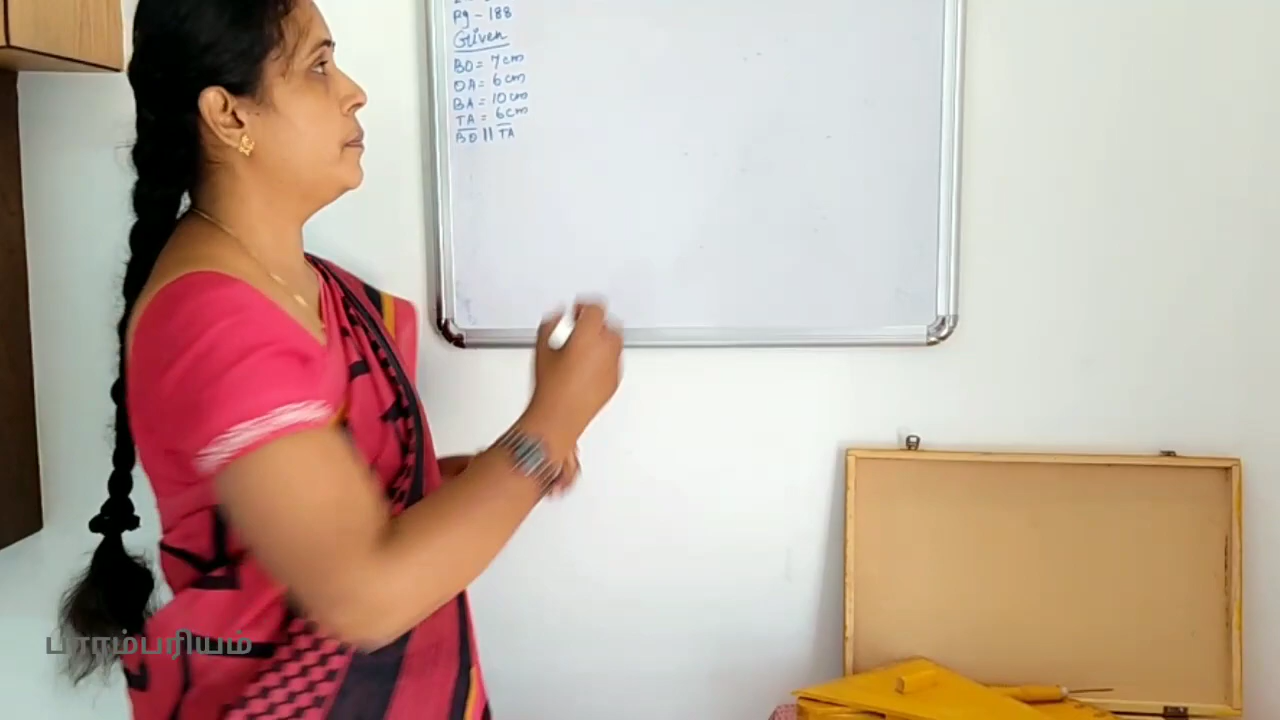 Pg - 188
Given
BO = 7cm
OA = 6cm
BA = 10cm
TA = 6cm
BO || TA
பாரம்பரியம்